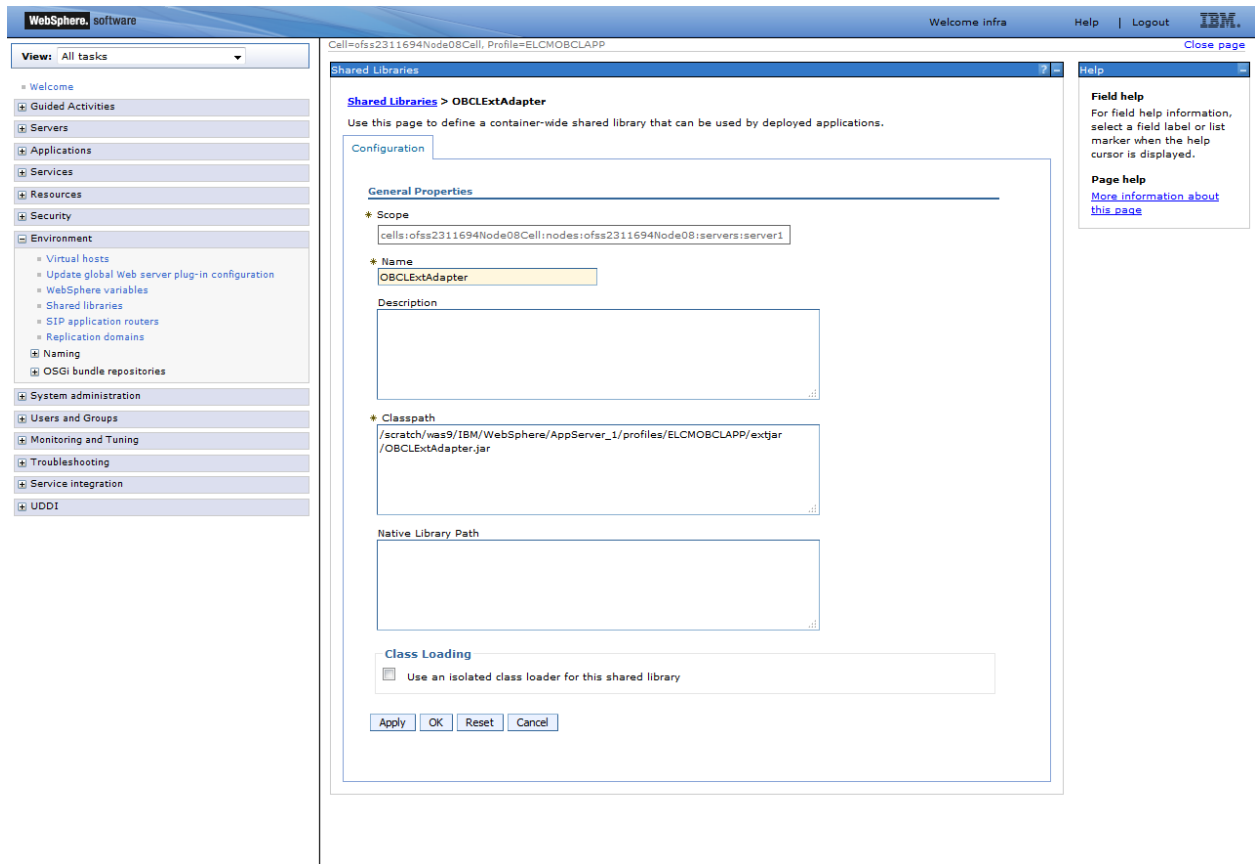 WebSphere. software
Welcome infra
Help | Logout
IBM.
View: All tasks
Welcome
Guided Activities
Servers
Applications
Services
Resources
Security
Environment
Virtual hosts
Update global Web server plug-in configuration
WebSphere variables
Shared libraries
SIP application routers
Replication domains
Naming
OSGi bundle repositories
System administration
Users and Groups
Monitoring and Tuning
Troubleshooting
Service integration
UDDI
Cell=ofss2311694Node08Cell, Profile=ELCMOBCLAPP
Close page
Shared Libraries
?
Shared Libraries > OBCLExtAdapter
Use this page to define a container-wide shared library that can be used by deployed applications.
Configuration
General Properties
* Scope
cells:ofss2311694Node08Cell:nodes:ofss2311694Node08:servers:server1
* Name
OBCLExtAdapter
Description
* Classpath
/scratch/was9/IBM/WebSphere/AppServer_1/profiles/ELCMOBCLAPP/extjar
/OBCLExtAdapter.jar
Native Library Path
Class Loading
Use an isolated class loader for this shared library
Apply OK Reset Cancel
Help
Field help
For field help information,
select a field label or list
marker when the help
cursor is displayed.
Page help
More information about
this page